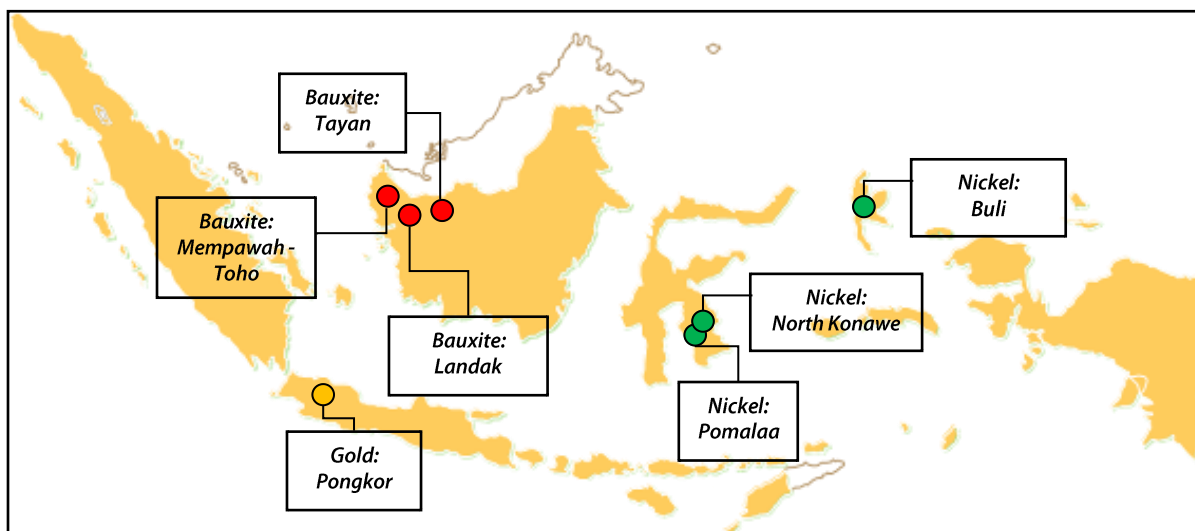 Bauxite:
Tayan
Nickel:
Buli
Bauxite:
Mempawah -
Toho
Nickel:
North Konawe
Bauxite:
Landak
Nickel:
Pomalaa
Gold:
Pongkor